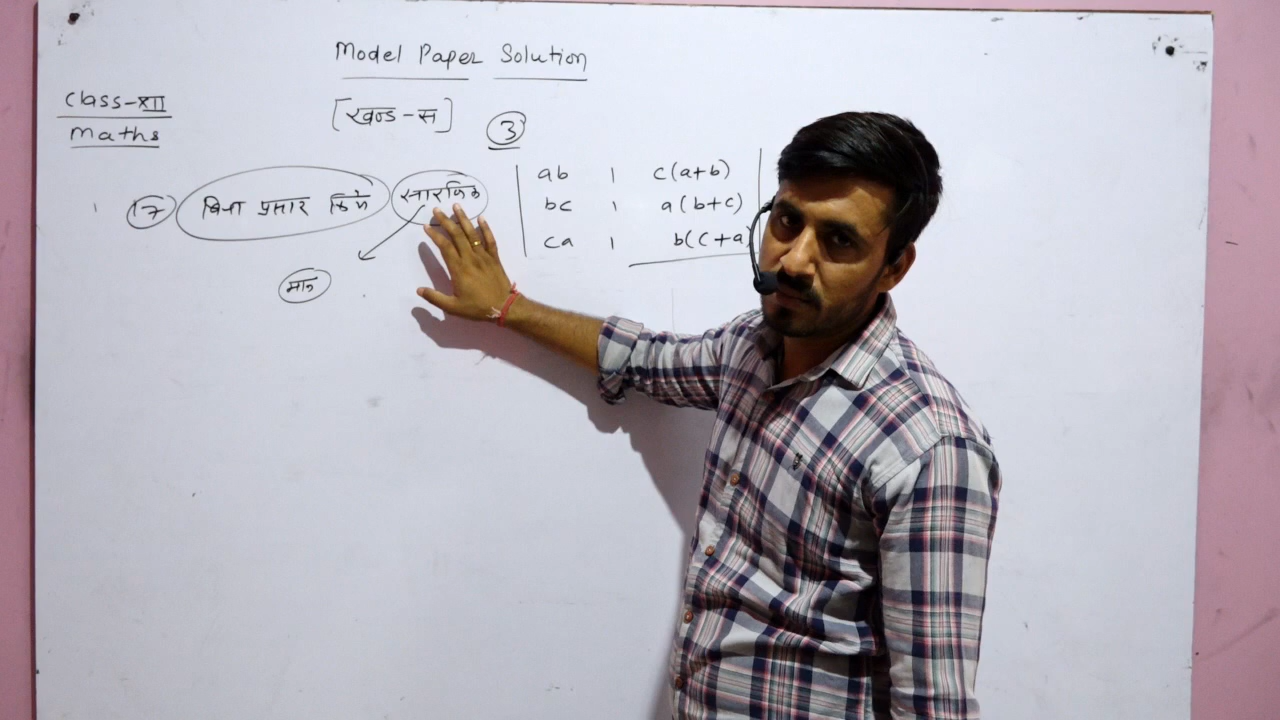 Model Paper Solution
Class-XII
Maths
[खण्ड-स]
3
17 बिना प्रसार किये सारणिक
ab 1 c(a+b)
bc 1 a(b+c)
ca 1 b(c+a)
मान